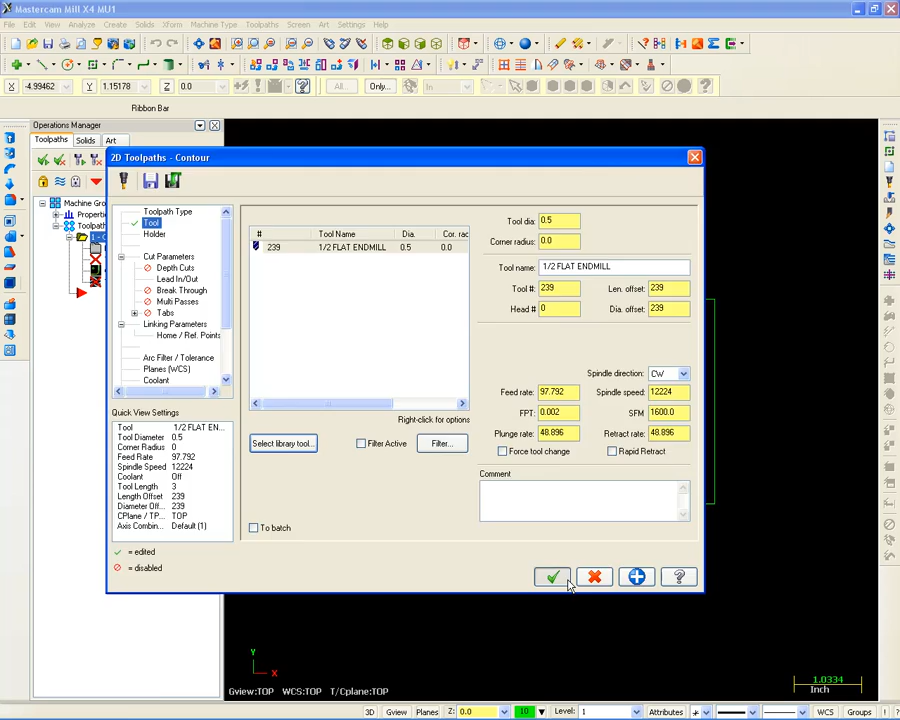 Mastercam Mill X4 MU1
File Edit View Analyze Create Solids Xform Machine Type Toolpaths Screen Art Settings Help
X -4.99462 Y 1.15178 Z 0.0 All... Only... In
Ribbon Bar
Operations Manager
Toolpaths Solids Art
Machine Gro
Properti
Toolpath
1 - C
2D Toolpaths - Contour
Toolpath Type
Tool
Holder
Cut Parameters
Depth Cuts
Lead In/Out
Break Through
Multi Passes
Tabs
Linking Parameters
Home / Ref. Points
Arc Filter / Tolerance
Planes (WCS)
Coolant
# Tool Name Dia. Cor. rac
239 1/2 FLAT ENDMILL 0.5 0.0
Right-click for options
Select library tool... Filter Active Filter...
To batch
Tool dia: 0.5
Corner radius: 0.0
Tool name: 1/2 FLAT ENDMILL
Tool #: 239 Len. offset: 239
Head # 0 Dia. offset: 239
Spindle direction: CW
Feed rate: 97.792 Spindle speed: 12224
FPT: 0.002 SFM 1600.0
Plunge rate: 48.896 Retract rate: 48.896
Force tool change Rapid Retract
Comment
Quick View Settings
Tool 1/2 FLAT EN...
Tool Diameter 0.5
Corner Radius 0
Feed Rate 97.792
Spindle Speed 12224
Coolant Off
Tool Length 3
Length Offset 239
Diameter Off... 239
CPlane / TP... TOP
Axis Combin... Default (1)
= edited
= disabled
Y
X
Gview:TOP WCS:TOP T/Cplane:TOP
1.0334
Inch
3D Gview Planes Z: 0.0 10 Level: 1 Attributes WCS Groups ?